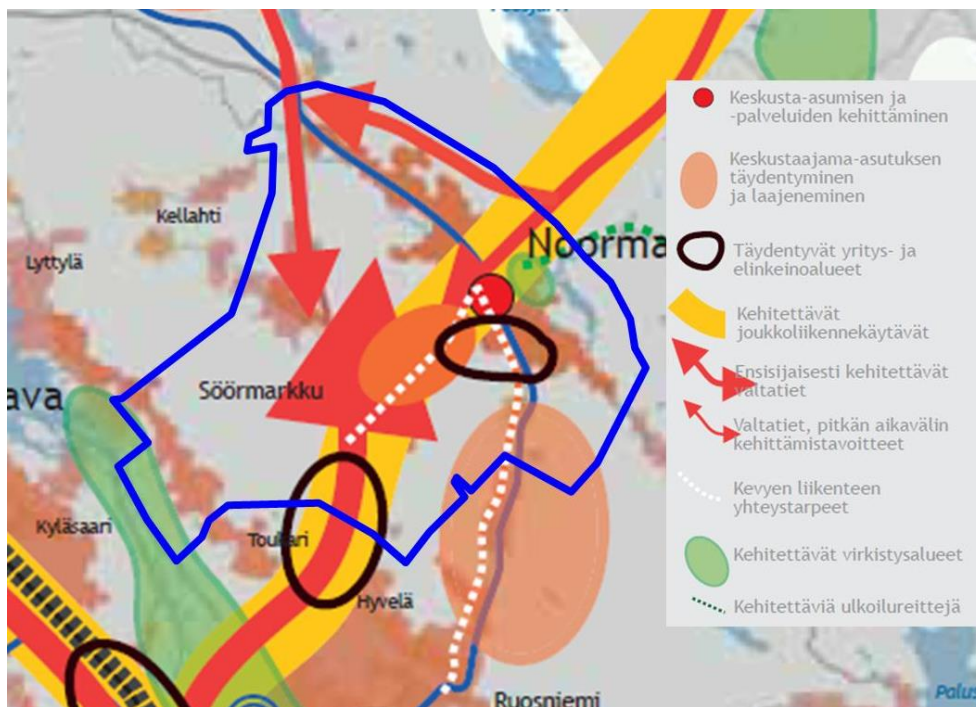 Keskusta-asumisen ja
-palveluiden kehittäminen
Keskustaajama-asutuksen
täydentyminen
ja laajeneminen
Täydentyvät yritys- ja
elinkeinoalueet
Kehitettävät
joukkoliikennekäytävät
Ensisijaisesti kehitettävät
valtatiet
Valtatiet, pitkän aikavälin
kehittämistavoitteet
Kevyen liikenteen
yhteystarpeet
Kehitettävät virkistysalueet
Kehitettäviä ulkoilureittejä
Kellahti
Noorma
Lyttylä
Söörmarkku
ava
Kyläsaari
Toukari
Hyvelä
Ruosniemi
Palus